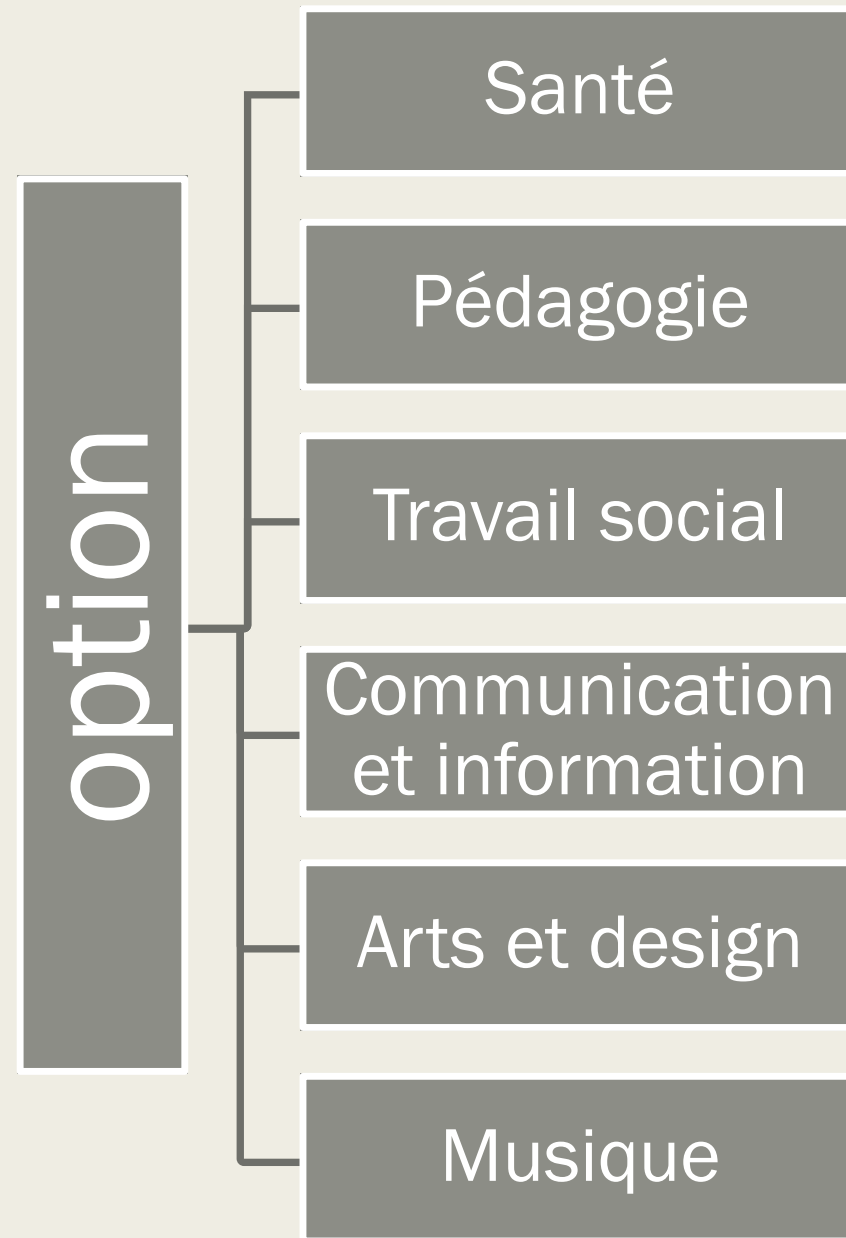 option
Santé
Pédagogie
Travail social
Communication
et information
Arts et design
Musique